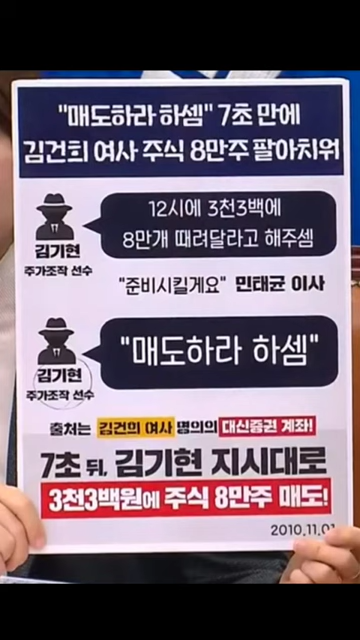 "매도하라 하셈" 7초 만에
김건희 여사 주식 8만주 팔아치워
12시에 3천3백에
8만개 때려달라고 해주셈
김기현
주가조작 선수
"준비시킬게요" 민태균 이사
"매도하라 하셈"
김기현
주가조작 선수
출처는 김건희 여사 명의의 대신증권 계좌!
7초 뒤, 김기현 지시대로
3천3백원에 주식 8만주 매도!
2010.11.01